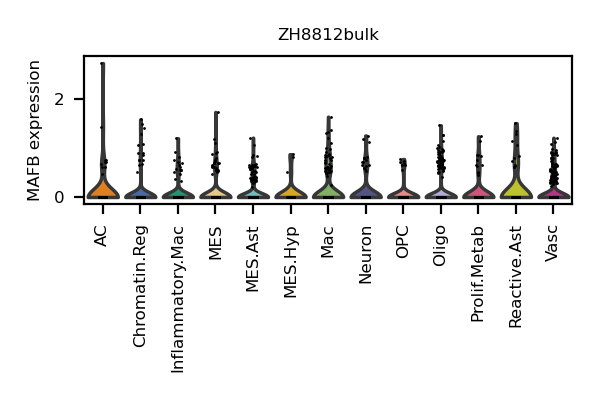 ZH8812bulk
MAFB expression
2
0
AC
Chromatin.Reg
Inflammatory.Mac
MES
MES.Ast
MES.Hyp
Mac
Neuron
OPC
Oligo
Prolif.Metab
Reactive.Ast
Vasc